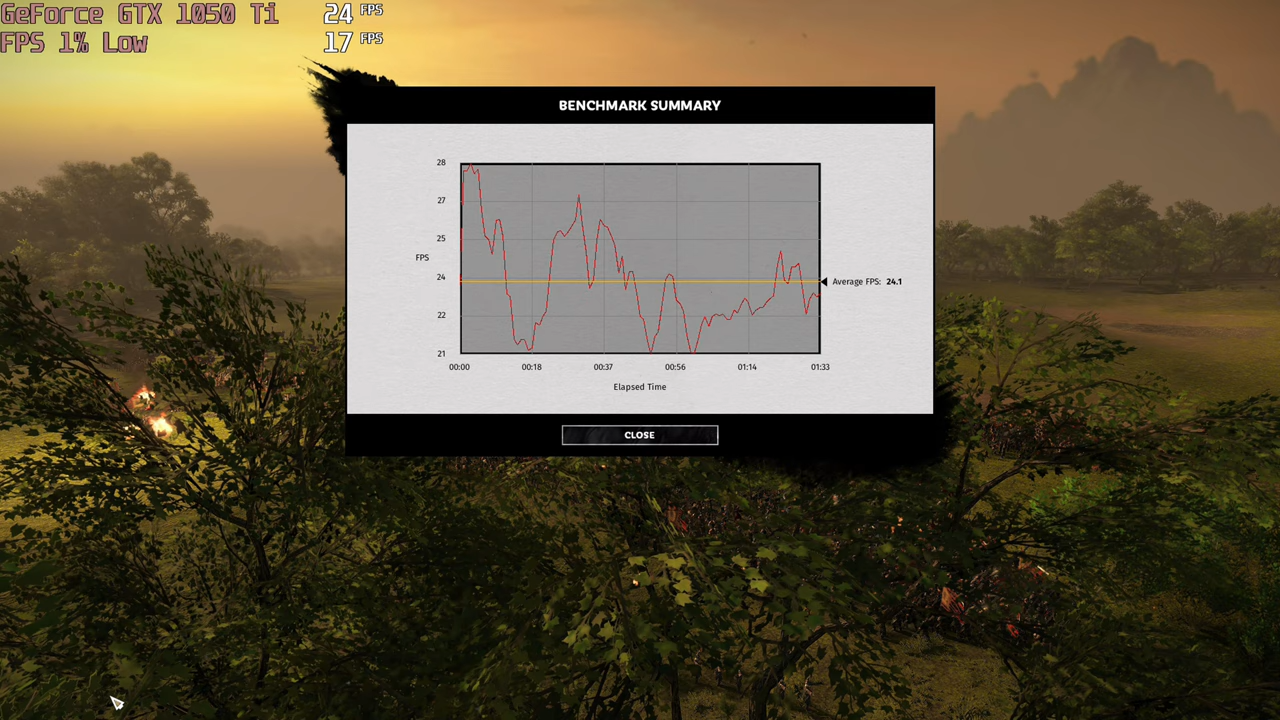 GeForce GTX 1050 Ti 24 FPS
FPS 1% Low 17 FPS
BENCHMARK SUMMARY
28
27
25
FPS
24
Average FPS: 24.1
22
21
00:00 00:18 00:37 00:56 01:14 01:33
Elapsed Time
CLOSE